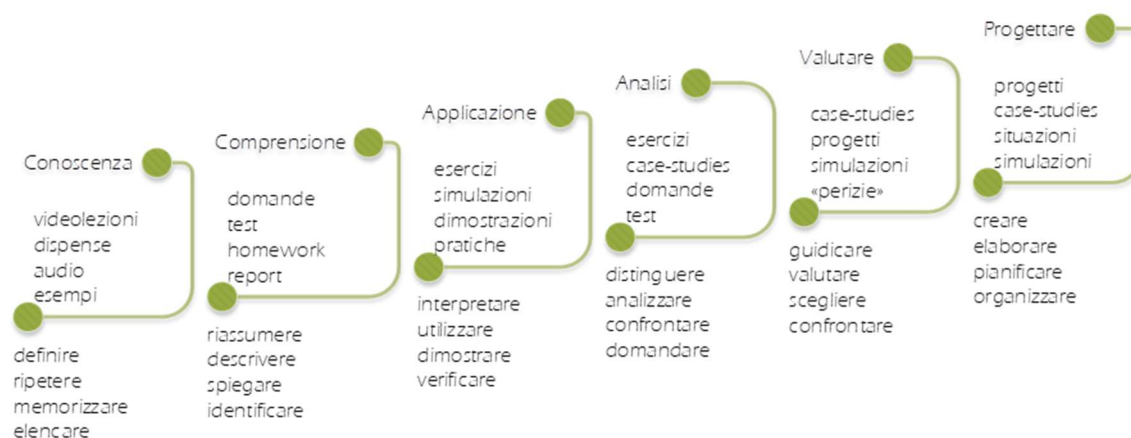 Conoscenza
videolezioni
dispense
audio
esempi
definire
ripetere
memorizzare
elencare
Comprensione
domande
test
homework
report
riassumere
descrivere
spiegare
identificare
Applicazione
esercizi
simulazioni
dimostrazioni
pratiche
interpretare
utilizzare
dimostrare
verificare
Analisi
esercizi
case-studies
domande
test
distinguere
analizzare
confrontare
domandare
Valutare
case-studies
progetti
simulazioni
«perizie»
guidicare
valutare
scegliere
confrontare
Progettare
progetti
case-studies
situazioni
simulazioni
creare
elaborare
pianificare
organizzare